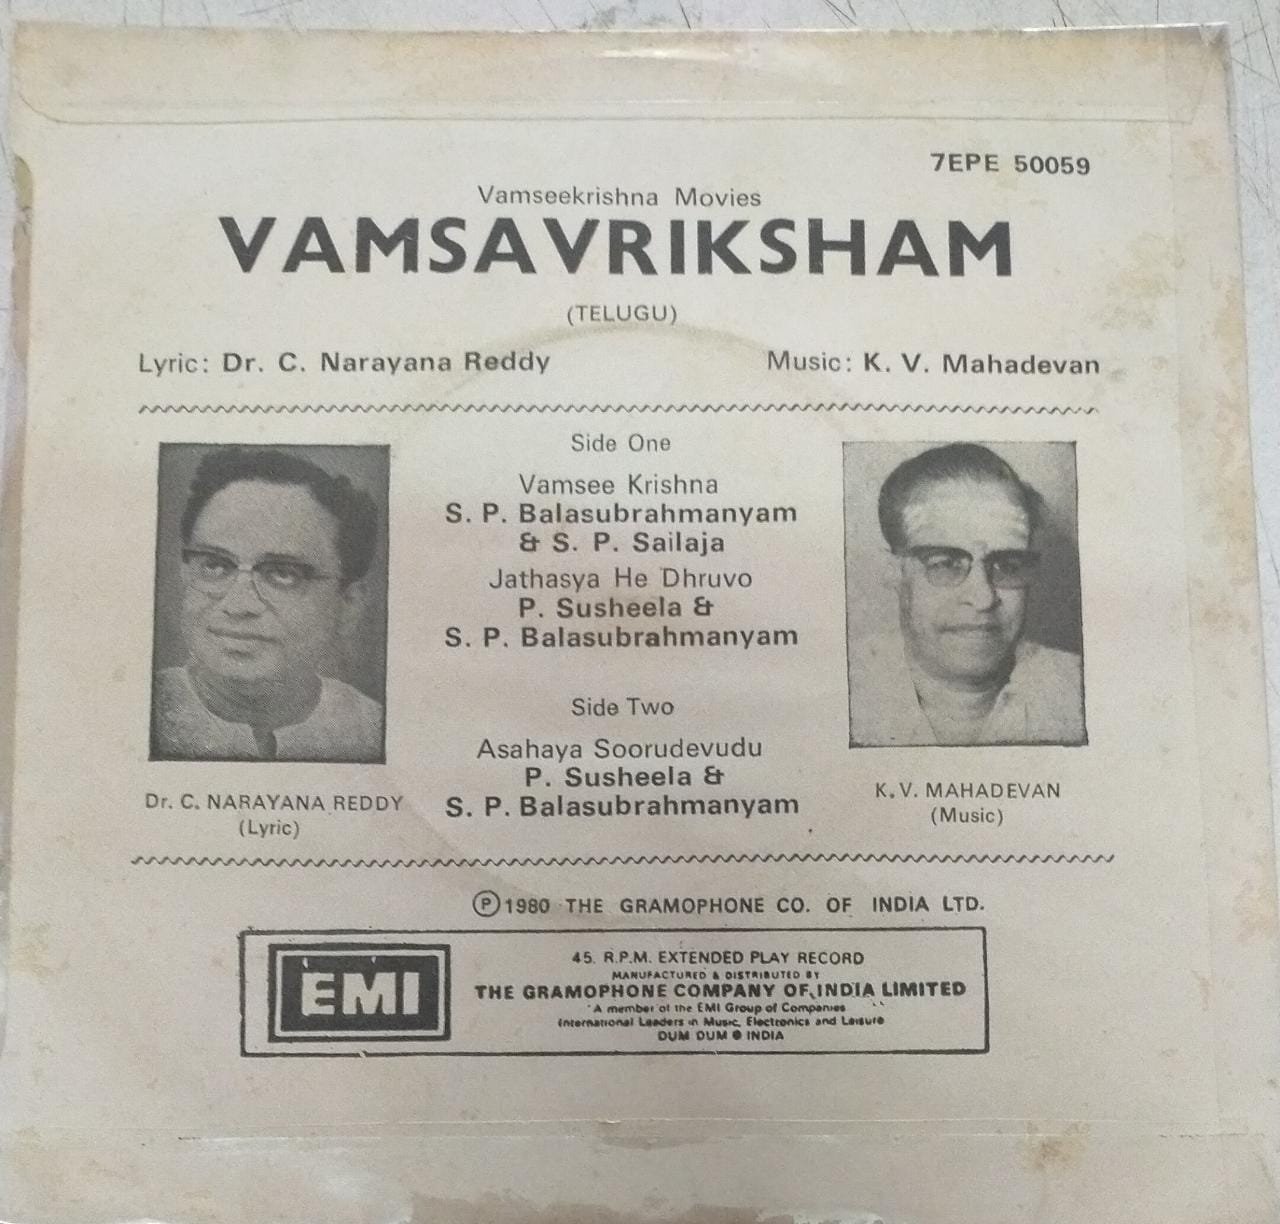 7EPE 50059
Vamseekrishna Movies
VAMSAVRIKSHAM
(TELUGU)
Lyric: Dr. C. Narayana Reddy
Music: K. V. Mahadevan
Side One
Vamsee Krishna
S. P. Balasubrahmanyam
& S. P. Sailaja
Jathasya He Dhruvo
P. Susheela &
S. P. Balasubrahmanyam
Side Two
Asahaya Soorudevudu
P. Susheela &
S. P. Balasubrahmanyam
Dr. C. NARAYANA REDDY
(Lyric)
K. V. MAHADEVAN
(Music)
Ⓟ1980 THE GRAMOPHONE CO. OF INDIA LTD.
EMI
45. R.P.M. EXTENDED PLAY RECORD
MANUFACTURED & DISTRIBUTED BY
THE GRAMOPHONE COMPANY OF INDIA LIMITED
A member of the EMI Group of Companies
International Leaders in Music, Electronics and Leisure
DUM DUM ● INDIA